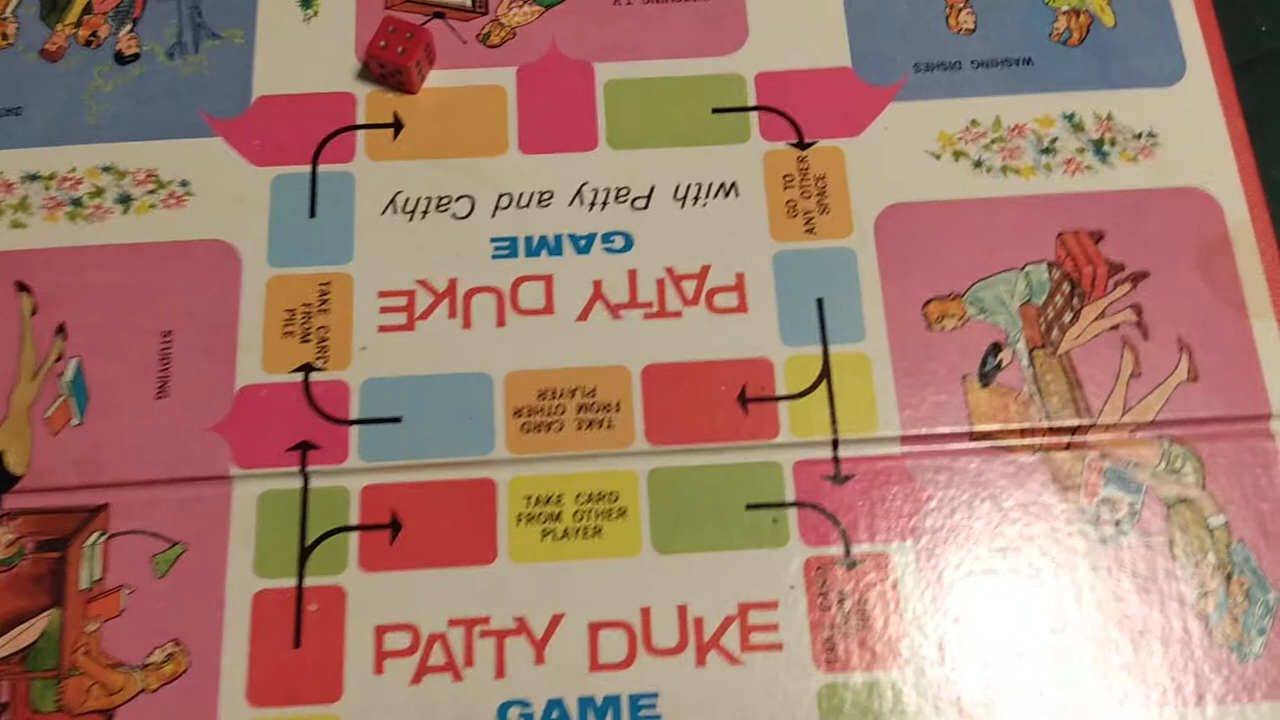 WASHING DISHES
with Patty and Cathy
GAME
PATTY DUKE
GO TO
ANY OTHER
SPACE
TAKE CARD
FROM
PILE
STUDYING
TAKE CARD
FROM OTHER
PLAYER
TAKE CARD
FROM OTHER
PLAYER
PATTY DUKE
GAME